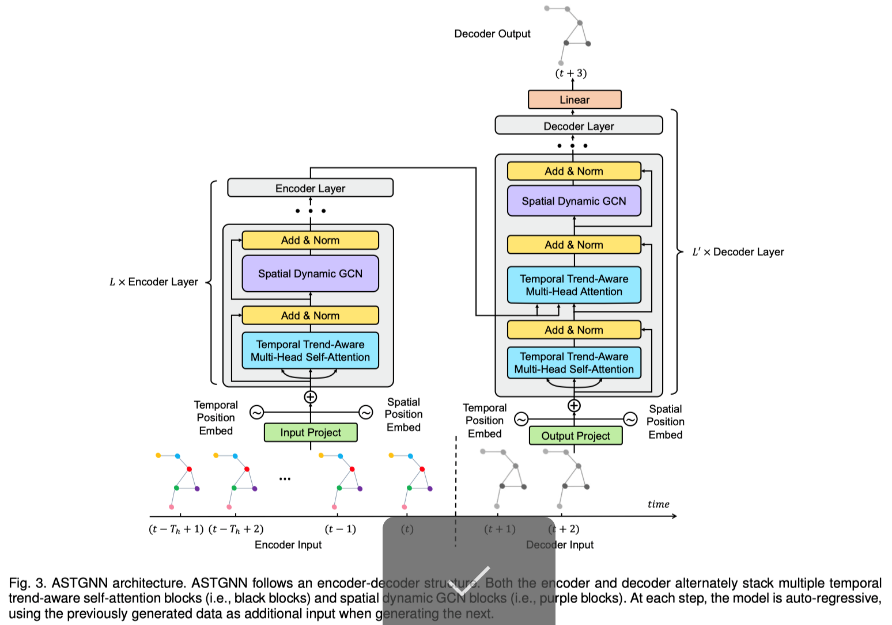 Decoder Output
(t + 3)
Linear
Decoder Layer
• • •
Add & Norm
Spatial Dynamic GCN
Add & Norm
Temporal Trend-Aware
Multi-Head Attention
Add & Norm
Temporal Trend-Aware
Multi-Head Self-Attention
L′ × Decoder Layer
Encoder Layer
• • •
Add & Norm
Spatial Dynamic GCN
Add & Norm
Temporal Trend-Aware
Multi-Head Self-Attention
L × Encoder Layer
Temporal
Position
Embed
Spatial
Position
Embed
Input Project
Temporal
Position
Embed
Spatial
Position
Embed
Output Project
...
time
(t − Tₕ + 1) (t − Tₕ + 2) (t − 1) (t) (t + 1) (t + 2)
Encoder Input Decoder Input
Fig. 3. ASTGNN architecture. ASTGNN follows an encoder-decoder structure. Both the encoder and decoder alternately stack multiple temporal
trend-aware self-attention blocks (i.e., black blocks) and spatial dynamic GCN blocks (i.e., purple blocks). At each step, the model is auto-regressive,
using the previously generated data as additional input when generating the next.